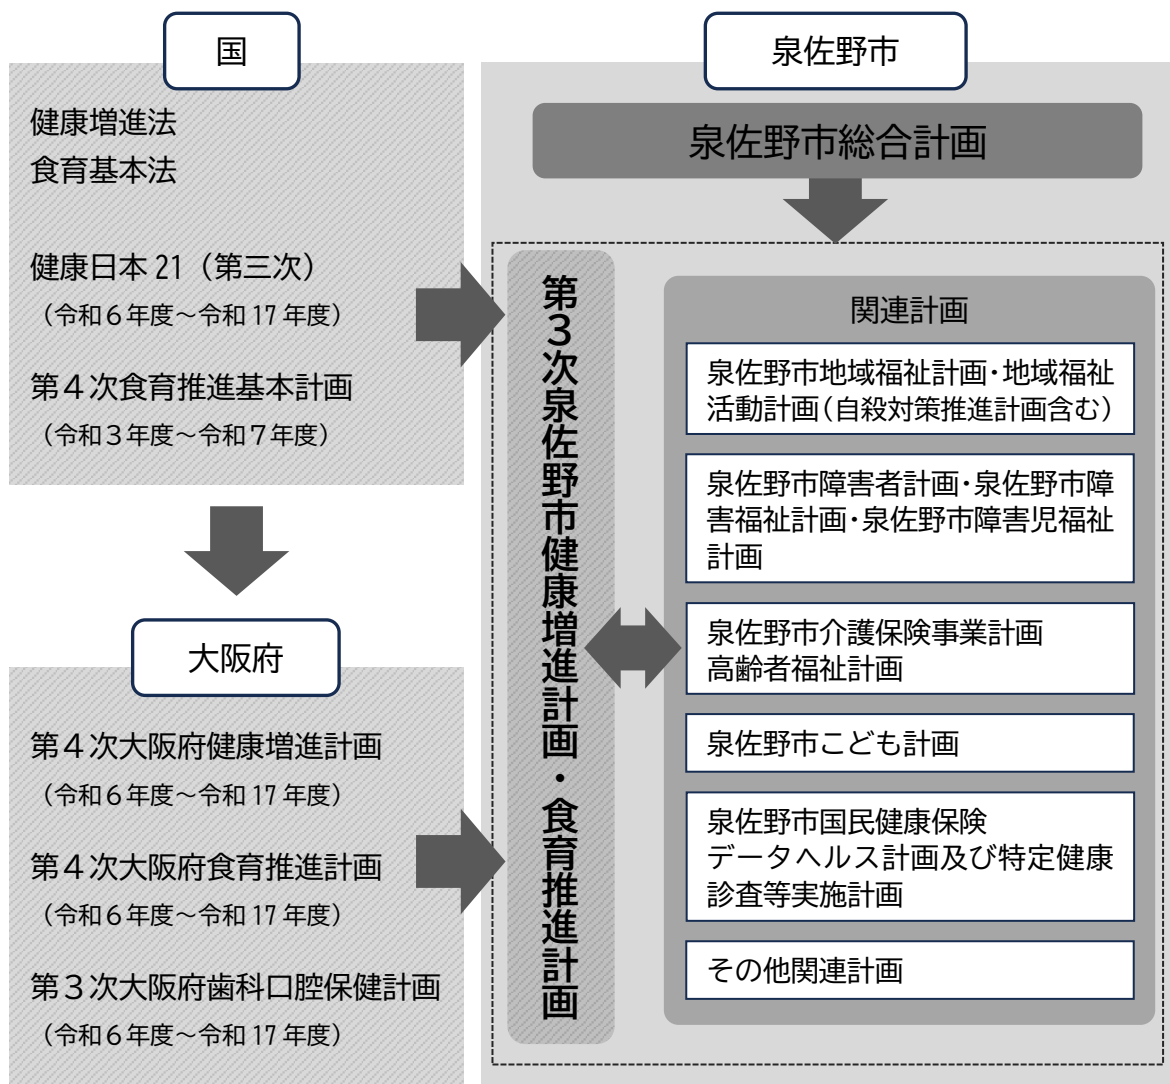 国
健康増進法
食育基本法
健康日本21（第三次）
（令和６年度～令和17年度）
第４次食育推進基本計画
（令和３年度～令和７年度）
大阪府
第４次大阪府健康増進計画
（令和６年度～令和17年度）
第４次大阪府食育推進計画
（令和６年度～令和17年度）
第３次大阪府歯科口腔保健計画
（令和６年度～令和17年度）
泉佐野市
泉佐野市総合計画
第３次泉佐野市健康増進計画・食育推進計画
関連計画
泉佐野市地域福祉計画・地域福祉
活動計画（自殺対策推進計画含む）
泉佐野市障害者計画・泉佐野市障
害福祉計画・泉佐野市障害児福祉
計画
泉佐野市介護保険事業計画
高齢者福祉計画
泉佐野市こども計画
泉佐野市国民健康保険
データヘルス計画及び特定健康
診査等実施計画
その他関連計画